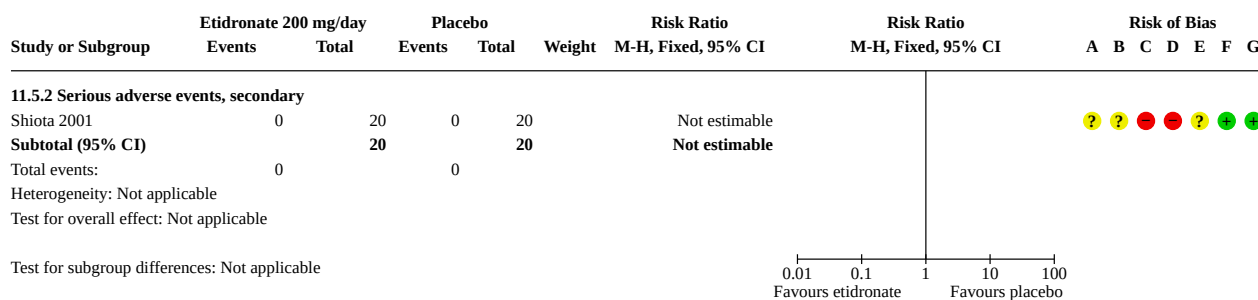 Etidronate 200 mg/day Placebo Risk Ratio Risk Ratio Risk of Bias
Study or Subgroup Events Total Events Total Weight M-H, Fixed, 95% CI M-H, Fixed, 95% CI A B C D E F G
11.5.2 Serious adverse events, secondary
Shiota 2001 0 20 0 20 Not estimable ? ? − − ? + +
Subtotal (95% CI) 20 20 Not estimable
Total events: 0 0
Heterogeneity: Not applicable
Test for overall effect: Not applicable
Test for subgroup differences: Not applicable
0.01 0.1 1 10 100
Favours etidronate Favours placebo